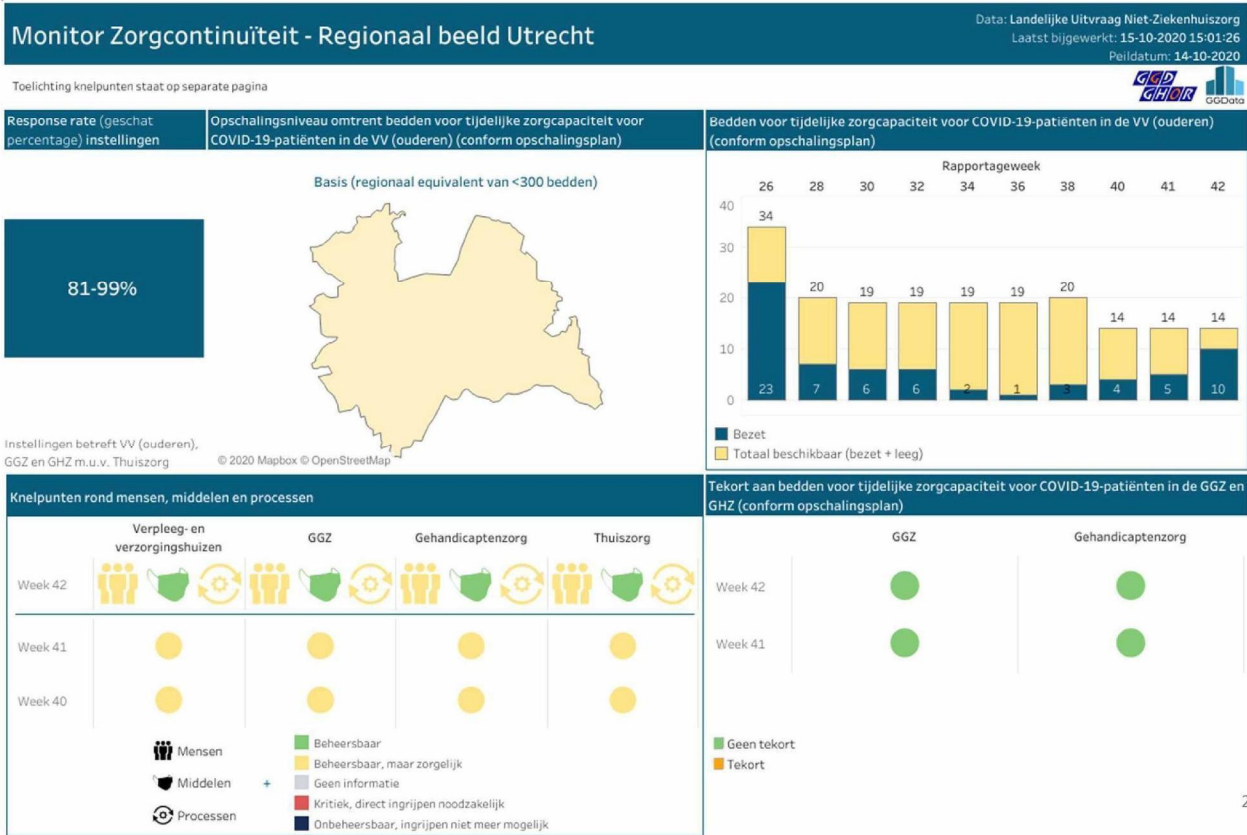 Monitor Zorgcontinuïteit - Regionaal beeld Utrecht
Data: Landelijke Uitvraag Niet-Ziekenhuiszorg
Laatst bijgewerkt: 15-10-2020 15:01:26
Peildatum: 14-10-2020
Toelichting knelpunten staat op separate pagina
GGD
GHOR
GGData
Response rate (geschat
percentage) instellingen
81-99%
Instellingen betreft VV (ouderen),
GGZ en GHZ m.u.v. Thuiszorg
Opschalingsniveau omtrent bedden voor tijdelijke zorgcapaciteit voor
COVID-19-patiënten in de VV (ouderen) (conform opschalingsplan)
Basis (regionaal equivalent van <300 bedden)
© 2020 Mapbox © OpenStreetMap
Bedden voor tijdelijke zorgcapaciteit voor COVID-19-patiënten in de VV (ouderen)
(conform opschalingsplan)
Rapportageweek
26 28 30 32 34 36 38 40 41 42
40
30
20
10
0
34 20 19 19 19 19 20 14 14 14
23 7 6 6 2 1 3 4 5 10
Bezet
Totaal beschikbaar (bezet + leeg)
Knelpunten rond mensen, middelen en processen
Verpleeg- en
verzorgingshuizen
GGZ
Gehandicaptenzorg
Thuiszorg
Week 42
Week 41
Week 40
Mensen
Middelen
Processen
+
Beheersbaar
Beheersbaar, maar zorgelijk
Geen informatie
Kritiek, direct ingrijpen noodzakelijk
Onbeheersbaar, ingrijpen niet meer mogelijk
Tekort aan bedden voor tijdelijke zorgcapaciteit voor COVID-19-patiënten in de GGZ en
GHZ (conform opschalingsplan)
GGZ
Gehandicaptenzorg
Week 42
Week 41
Geen tekort
Tekort
2